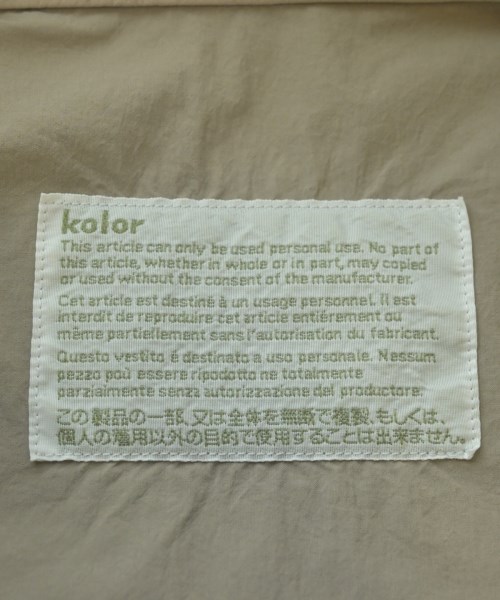 kolor
This article can only be used personal use. No part of
this article, whether in whole or in part, may copied
or used without the consent of the manufacturer.
Cet article est destiné à un usage personnel. Il est
interdit de reproduire cet article entiérement ou
même partiellement sans l'autorisation du fabricant.
Questo vestito é destinato a uso personale. Nessum
pezzo poù essere ripodotto ne totalmente
parziaimente senza autorizzazione del productore.
この製品の一部、又は全体を無断で複製、もしくは、
個人の着用以外の目的で使用することは出来ません。